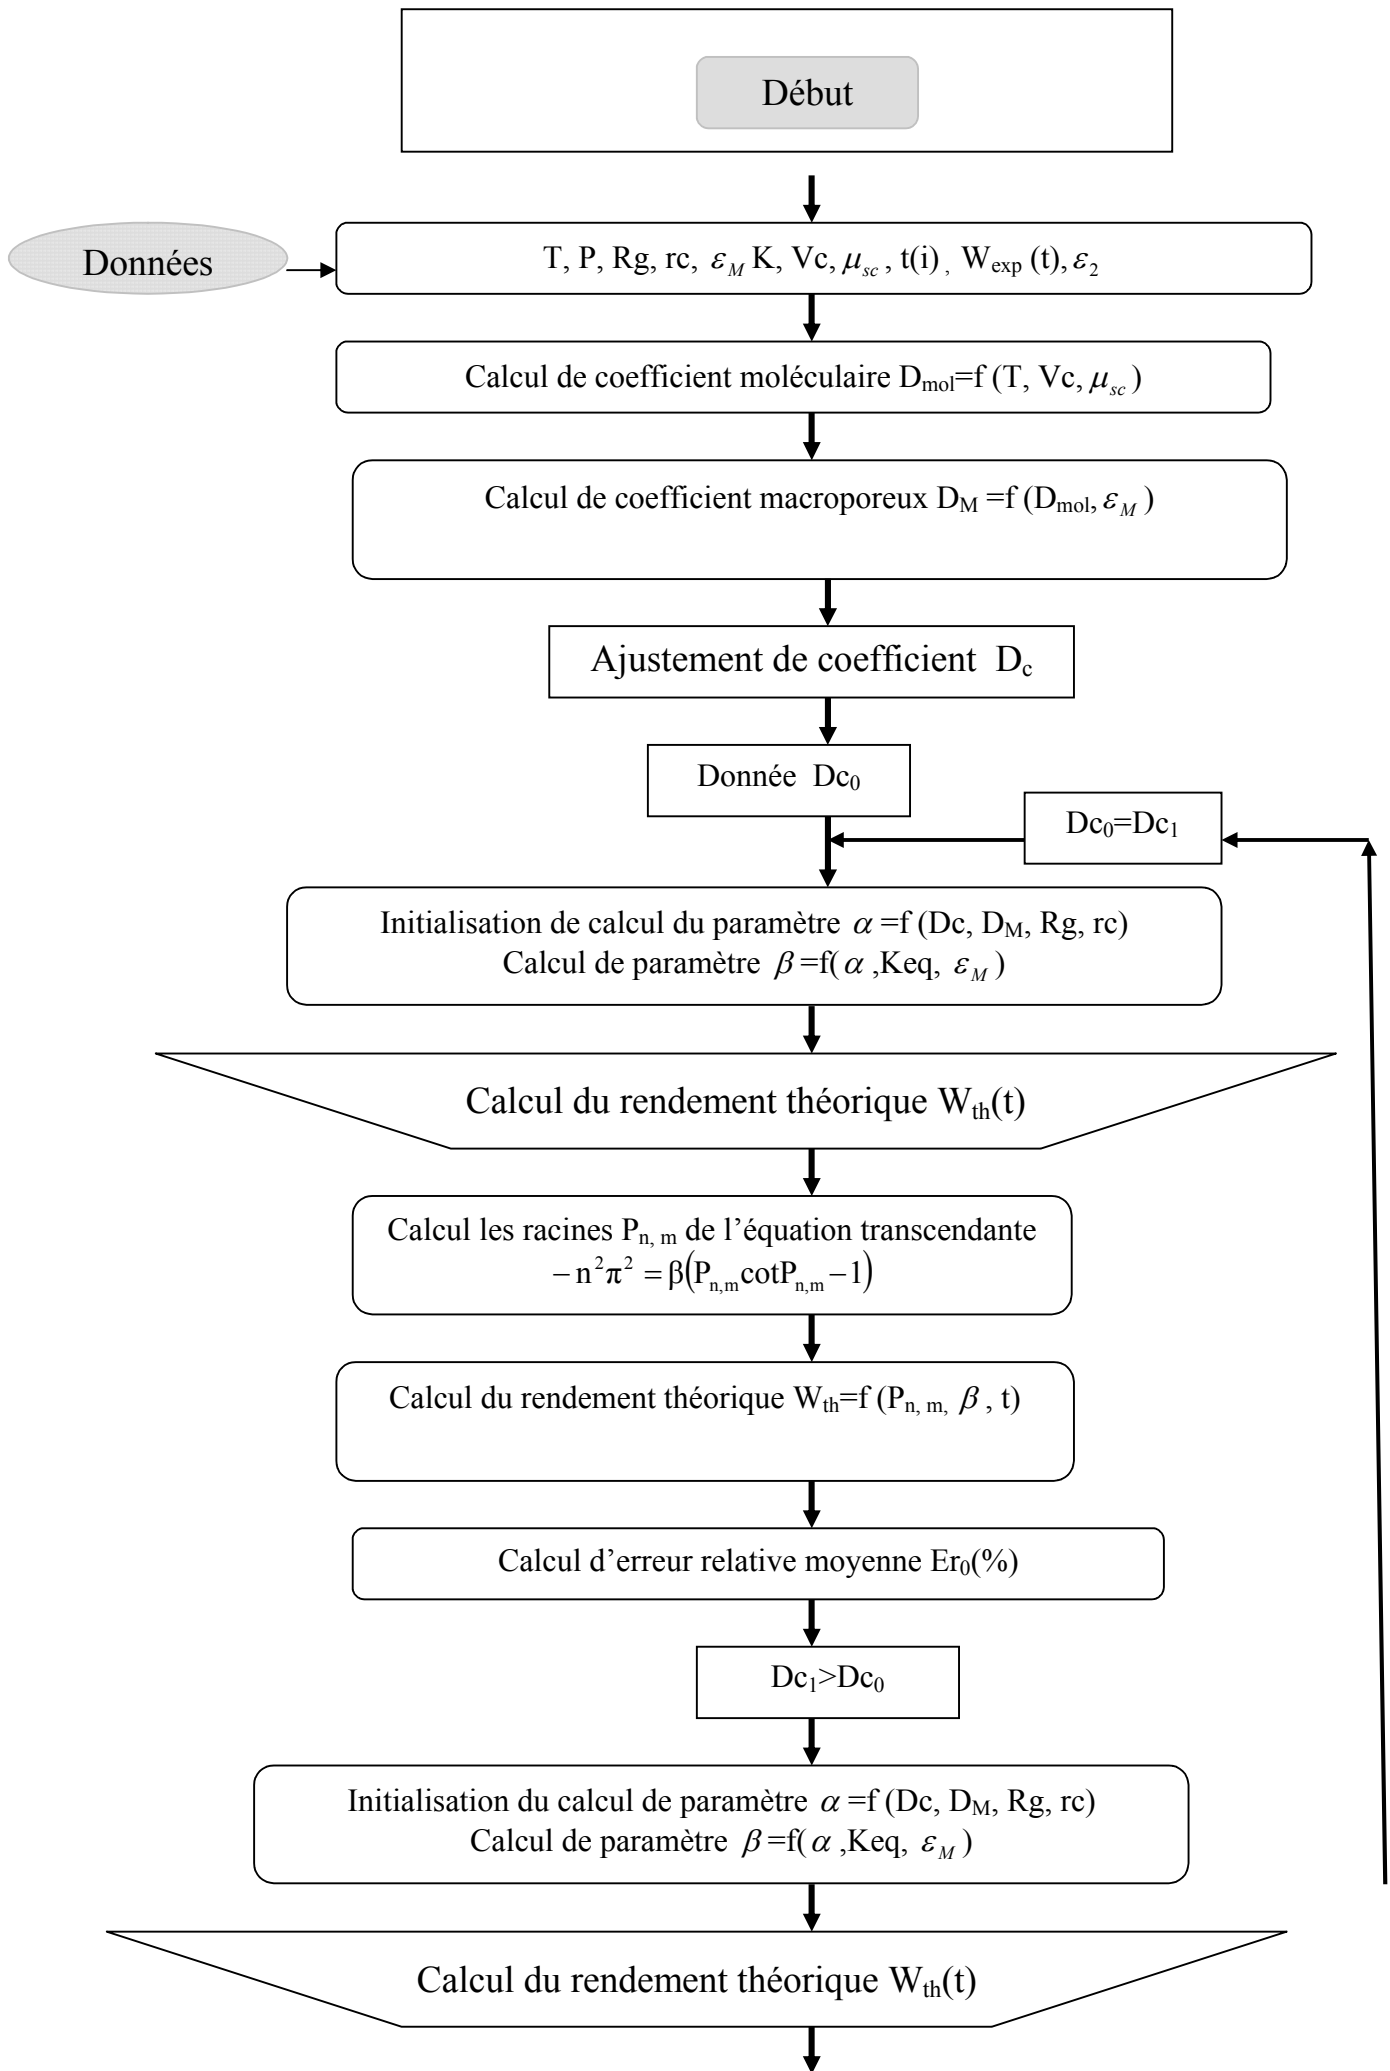 Début
Données
T, P, Rg, rc, ε_M K, Vc, μ_sc, t(i), W_exp (t), ε_2
Calcul de coefficient moléculaire D_mol=f (T, Vc, μ_sc)
Calcul de coefficient macroporeux D_M =f (D_mol, ε_M)
Ajustement de coefficient D_c
Donnée Dc_0
Dc_0=Dc_1
Initialisation de calcul du paramètre α =f (Dc, D_M, Rg, rc)
Calcul de paramètre β =f( α ,Keq, ε_M )
Calcul du rendement théorique W_th(t)
Calcul les racines P_n, m de l’équation transcendante
− n²π² = β(P_n,m cotP_n,m − 1)
Calcul du rendement théorique W_th=f (P_n, m, β , t)
Calcul d’erreur relative moyenne Er_0(%)
Dc_1>Dc_0
Initialisation du calcul de paramètre α =f (Dc, D_M, Rg, rc)
Calcul de paramètre β =f( α ,Keq, ε_M )
Calcul du rendement théorique W_th(t)